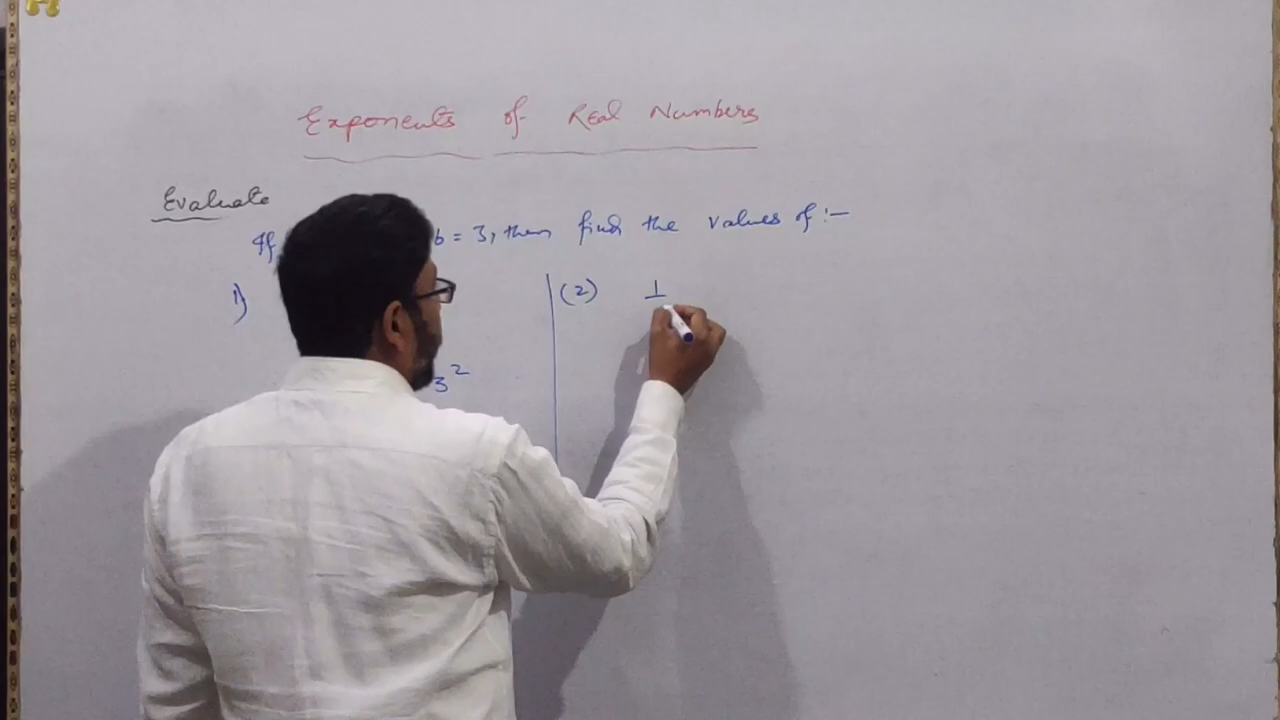 Exponents of Real Numbers
Evaluate
If b = 3, then find the values of :-
1) (2) 1
3²